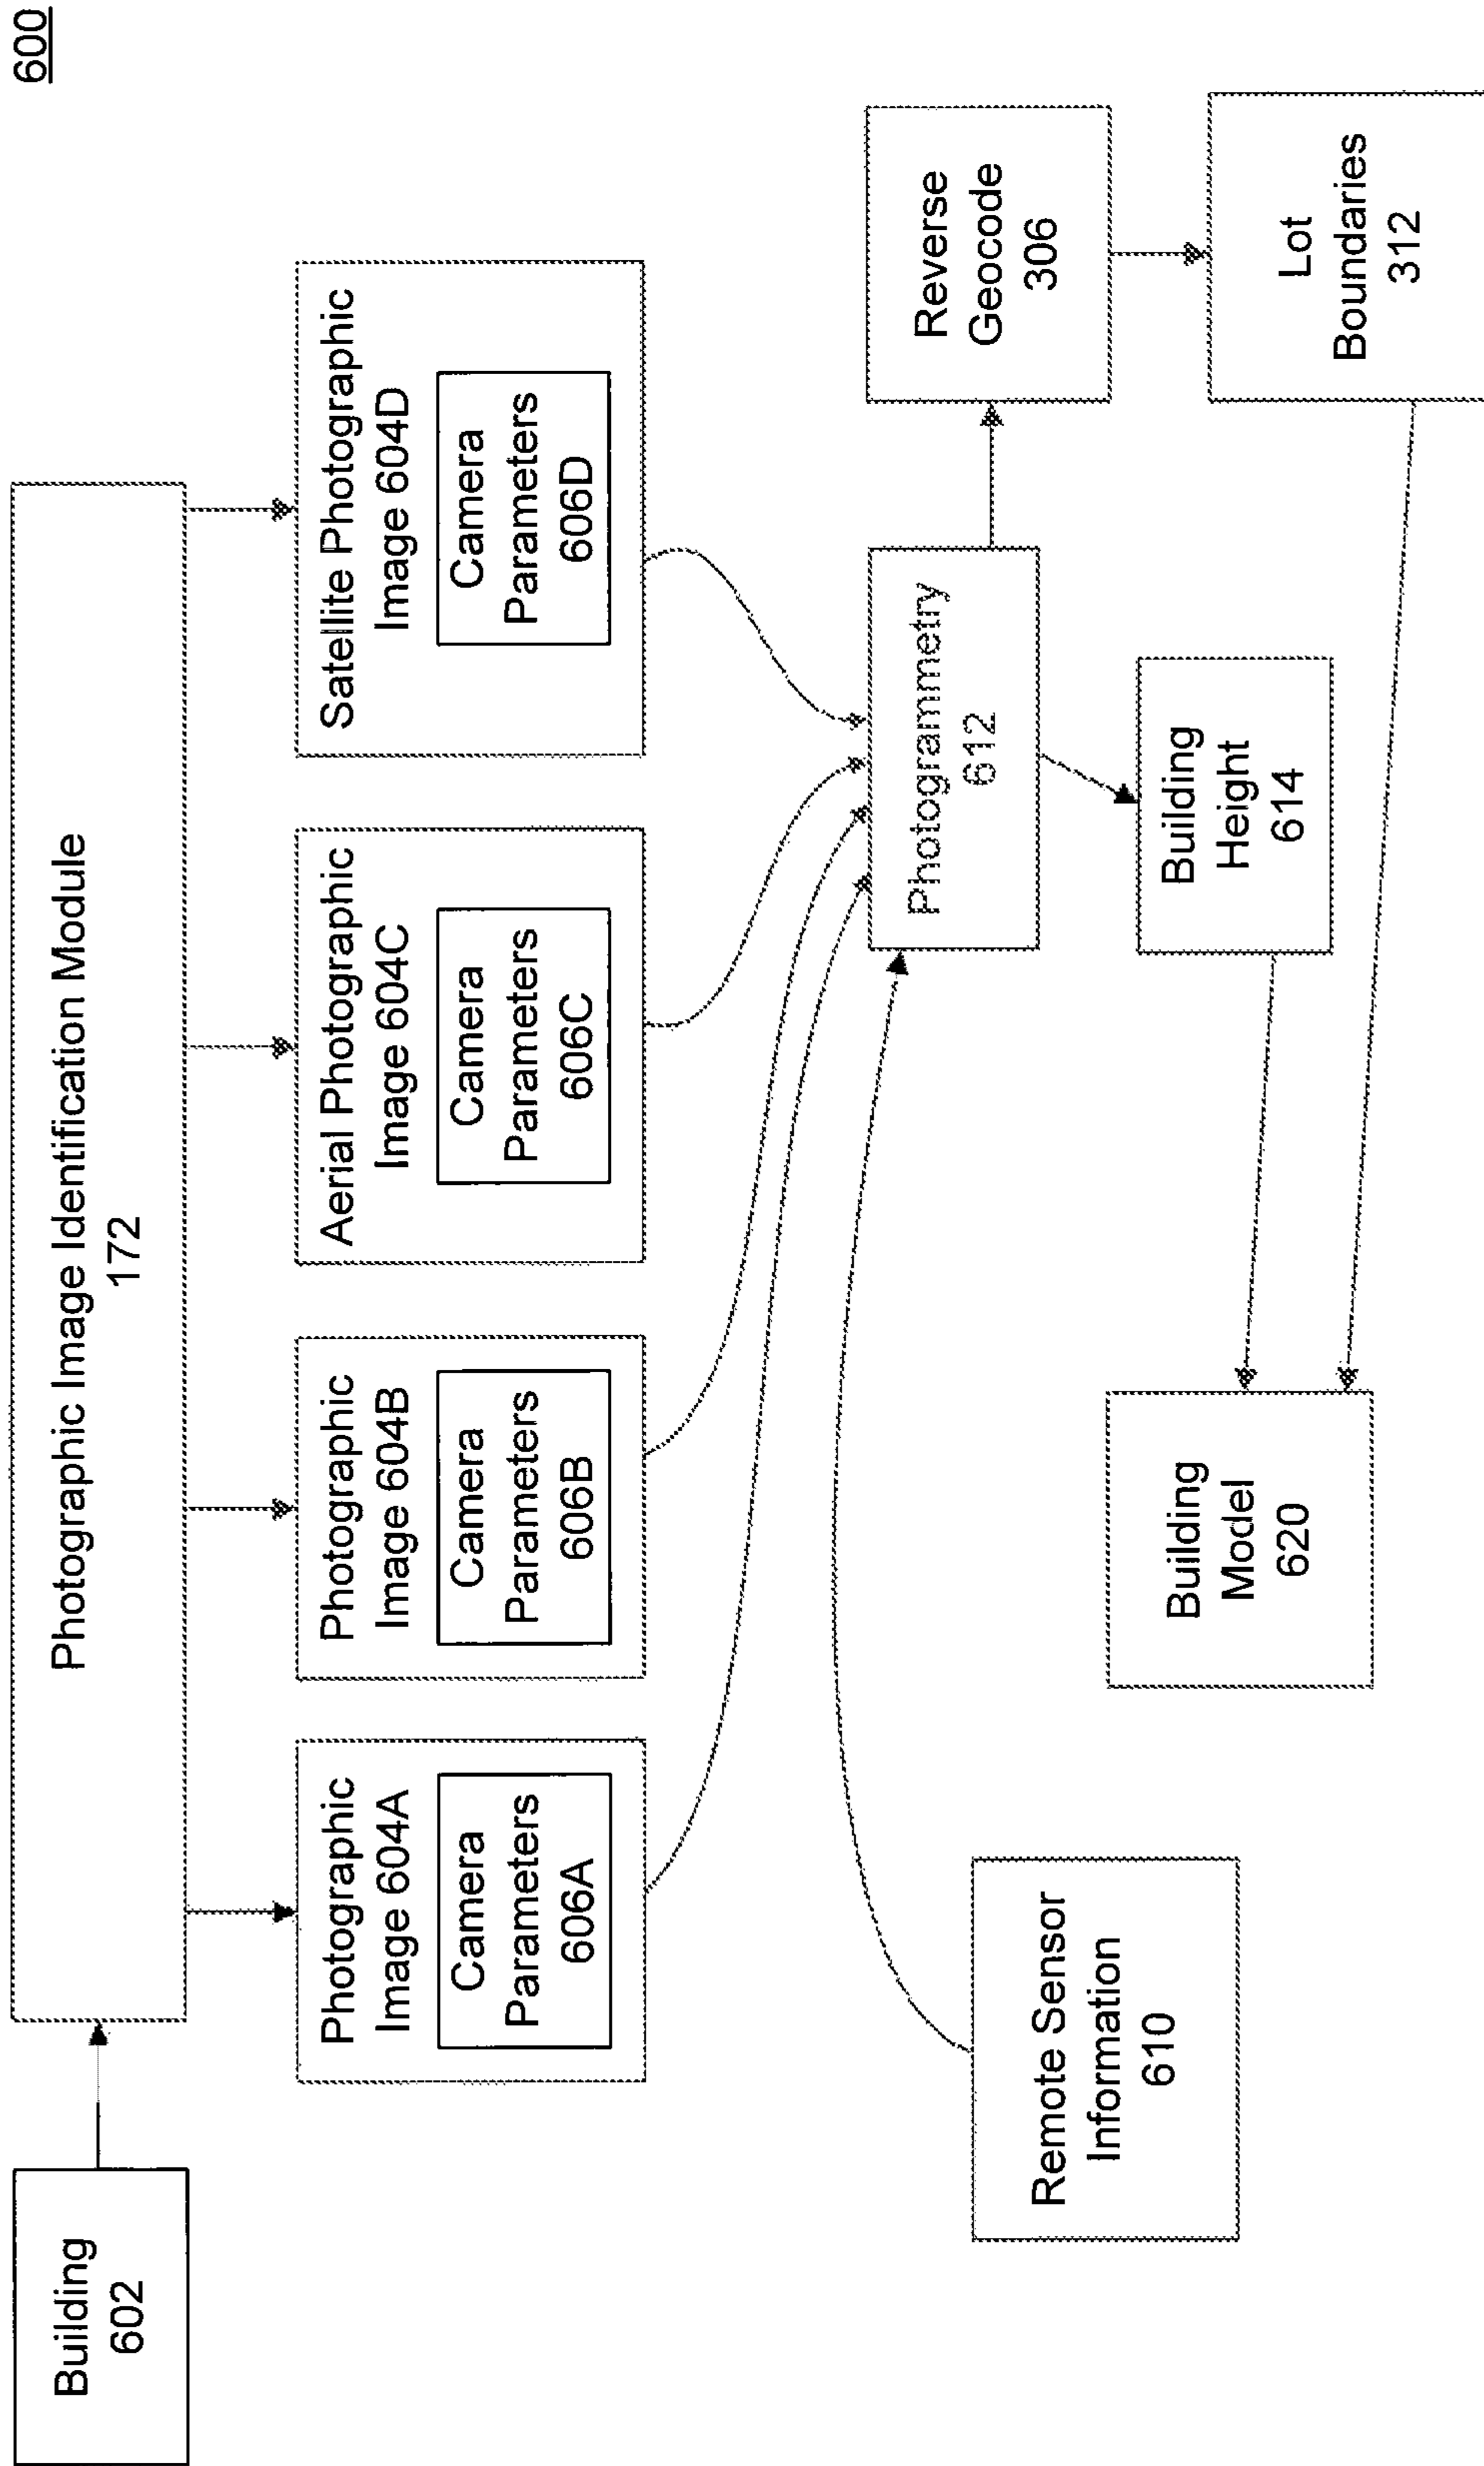 600
Building
602
Photographic Image Identification Module
172
Photographic
Image 604A
Camera
Parameters
606A
Photographic
Image 604B
Camera
Parameters
606B
Aerial Photographic
Image 604C
Camera
Parameters
606C
Satellite Photographic
Image 604D
Camera
Parameters
606D
Remote Sensor
Information
610
Photogrammetry
612
Reverse
Geocode
306
Building
Model
620
Building
Height
614
Lot
Boundaries
312